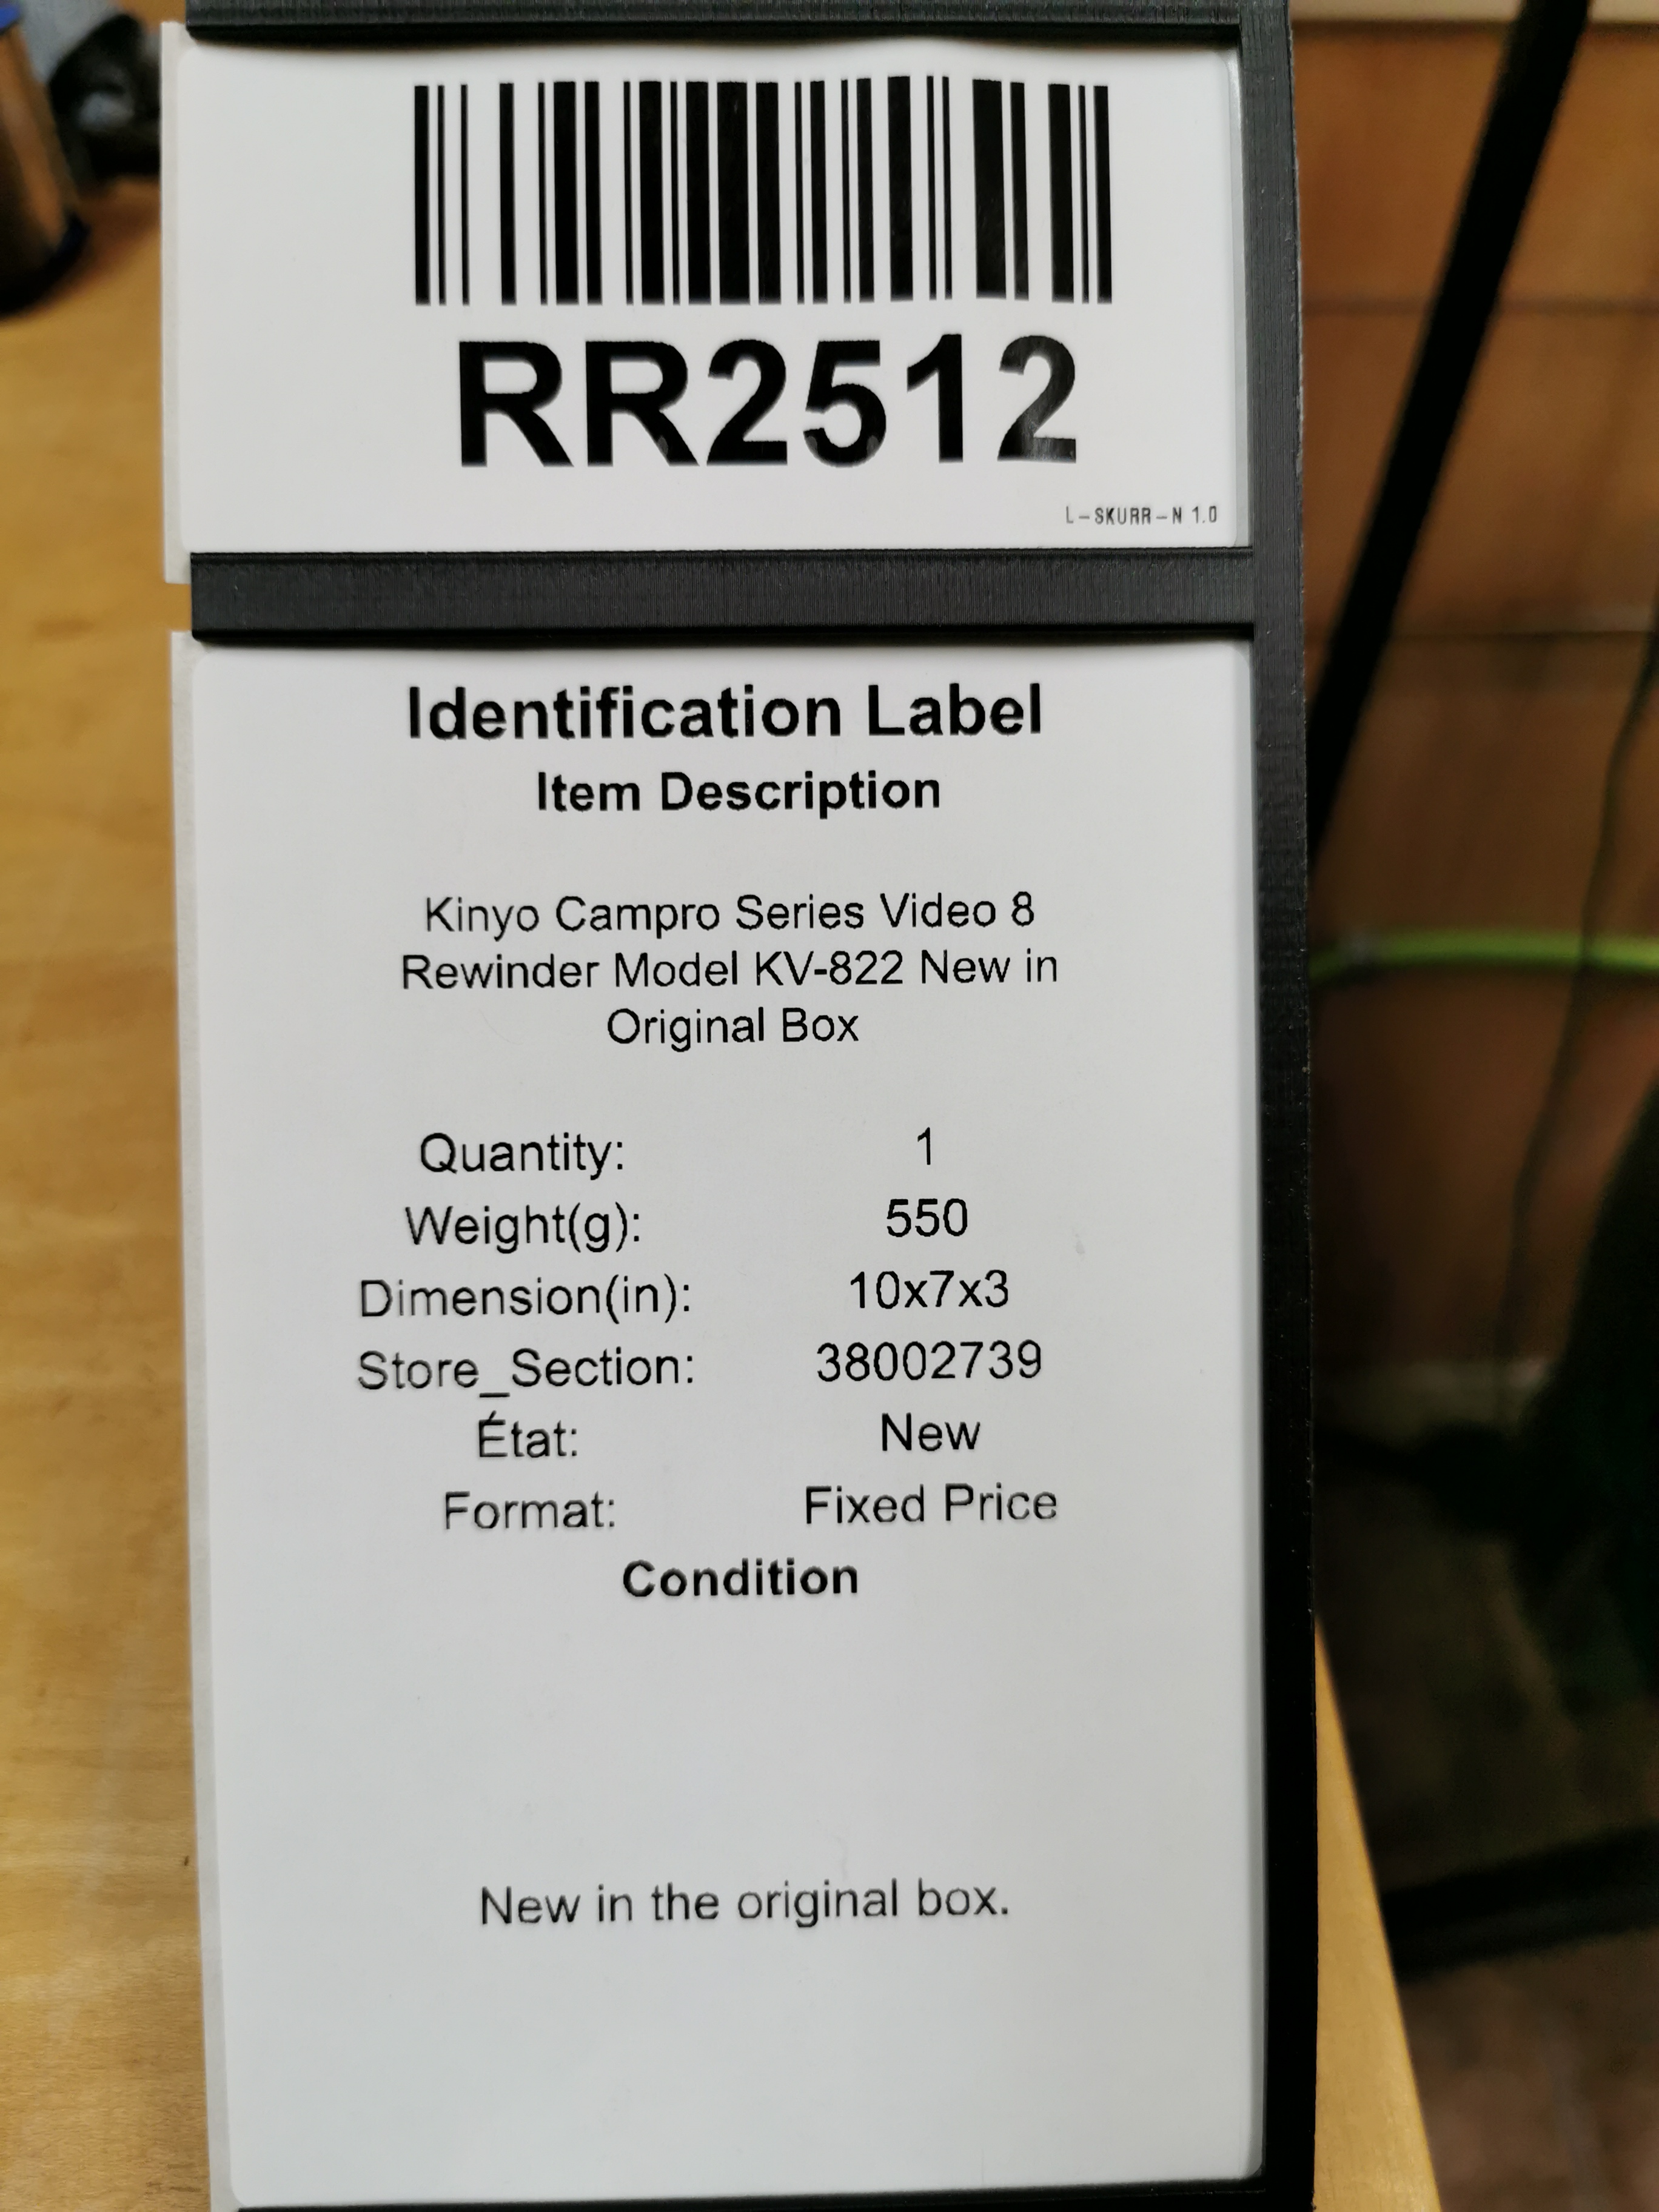 RR2512
L-SKURR-N 1.0
Identification Label
Item Description
Kinyo Campro Series Video 8
Rewinder Model KV-822 New in
Original Box
Quantity: 1
Weight(g): 550
Dimension(in): 10x7x3
Store_Section: 38002739
État: New
Format: Fixed Price
Condition
New in the original box.